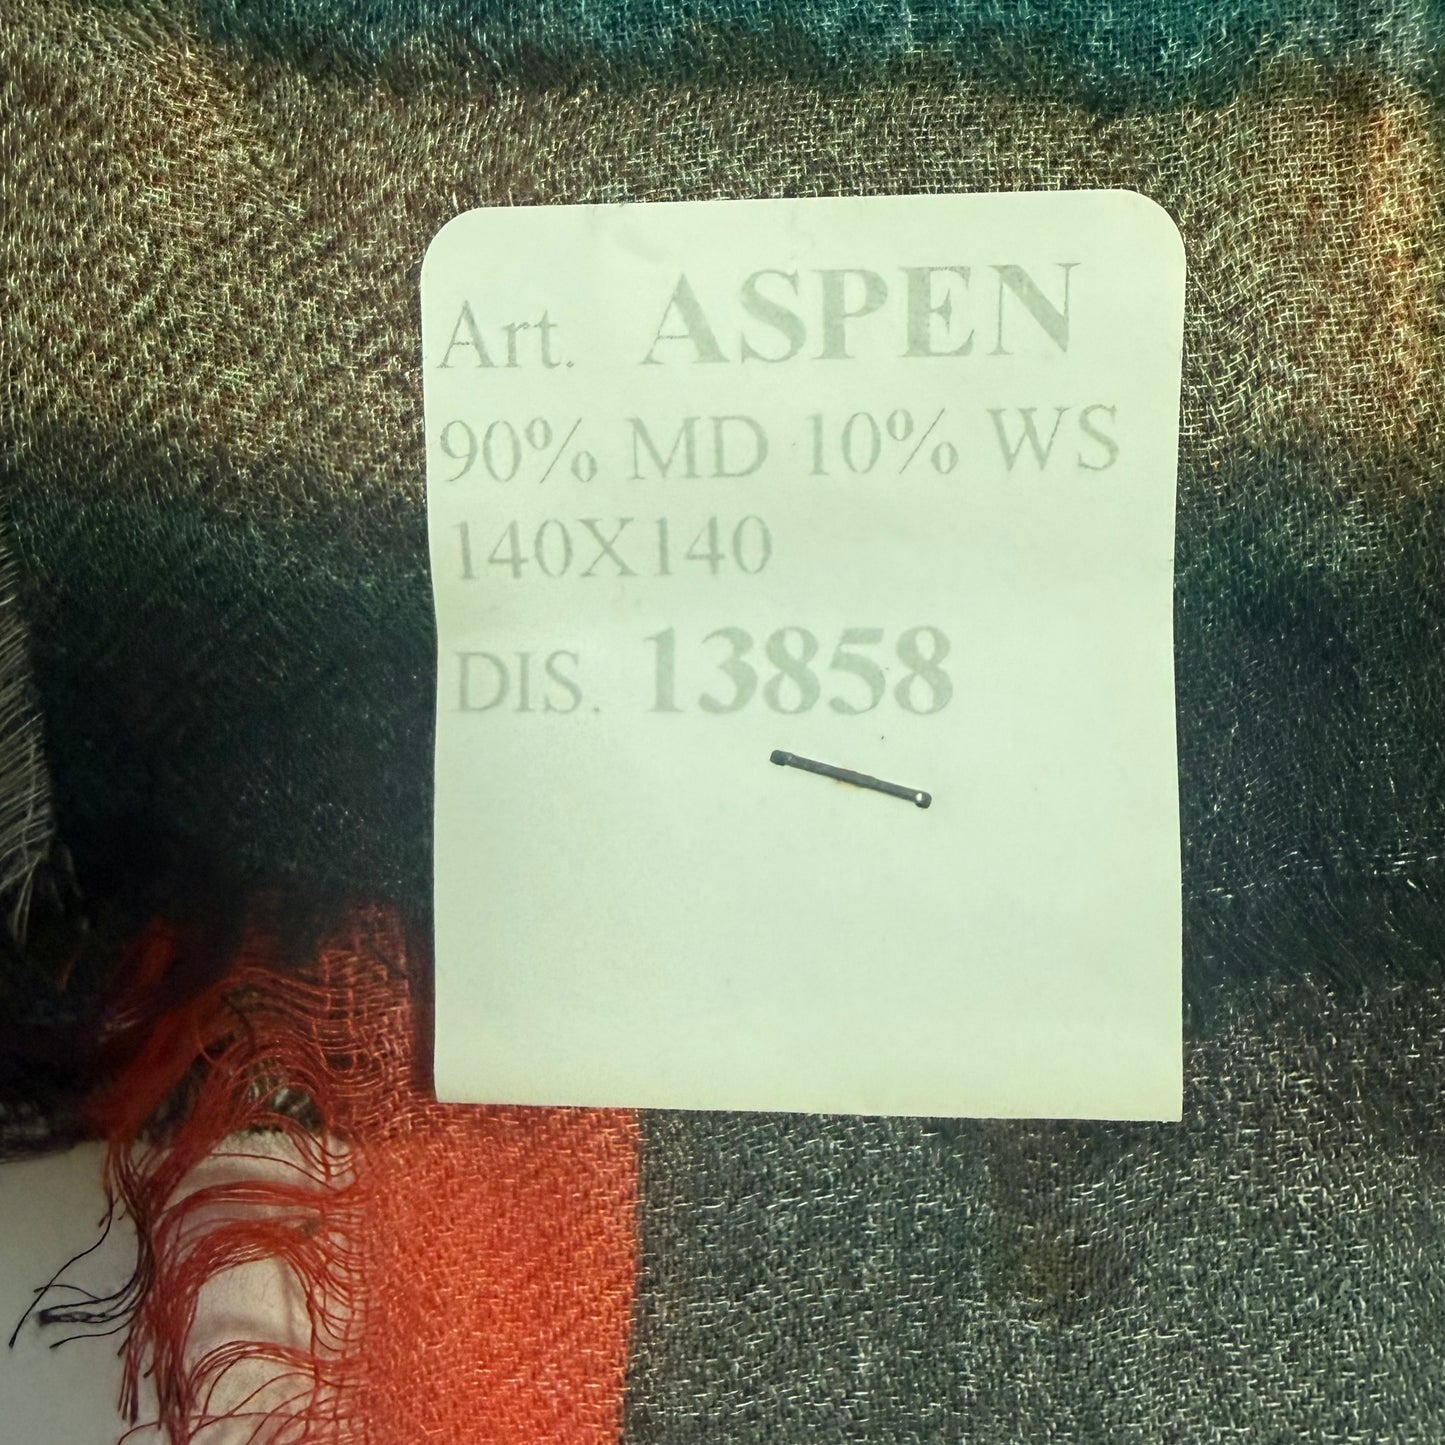 Art. ASPEN
90% MD 10% WS
140X140
DIS. 13858